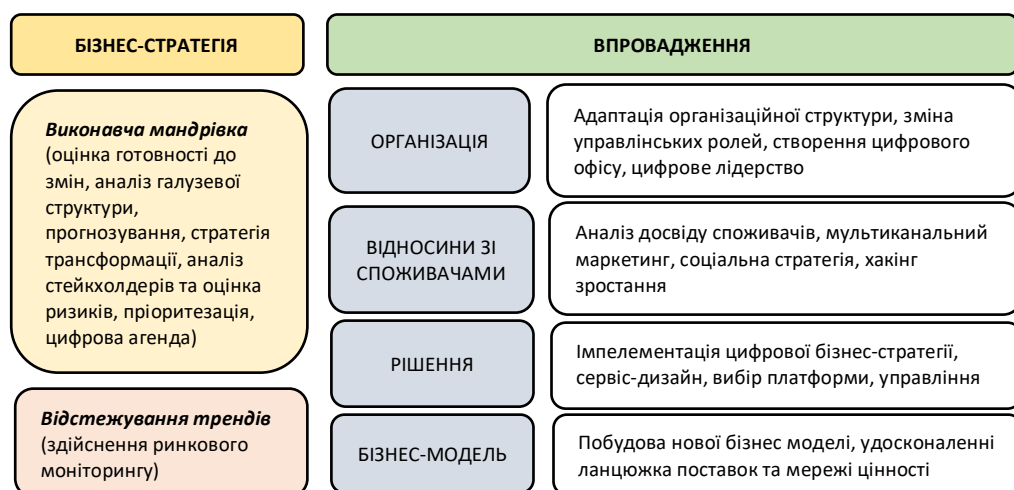 БІЗНЕС-СТРАТЕГІЯ
ВПРОВАДЖЕННЯ
Виконавча мандрівка
(оцінка готовності до
змін, аналіз галузевої
структури,
прогнозування, стратегія
трансформації, аналіз
стейкхолдерів та оцінка
ризиків, пріоритезація,
цифрова агенда)
Відстежування трендів
(здійснення ринкового
моніторингу)
ОРГАНІЗАЦІЯ
Адаптація організаційної структури, зміна
управлінських ролей, створення цифрового
офісу, цифрове лідерство
ВІДНОСИНИ ЗІ
СПОЖИВАЧАМИ
Аналіз досвіду споживачів, мультиканальний
маркетинг, соціальна стратегія, хакінг
зростання
РІШЕННЯ
Імпелементація цифрової бізнес-стратегії,
сервіс-дизайн, вибір платформи, управління
БІЗНЕС-МОДЕЛЬ
Побудова нової бізнес моделі, удосконаленні
ланцюжка поставок та мережі цінності